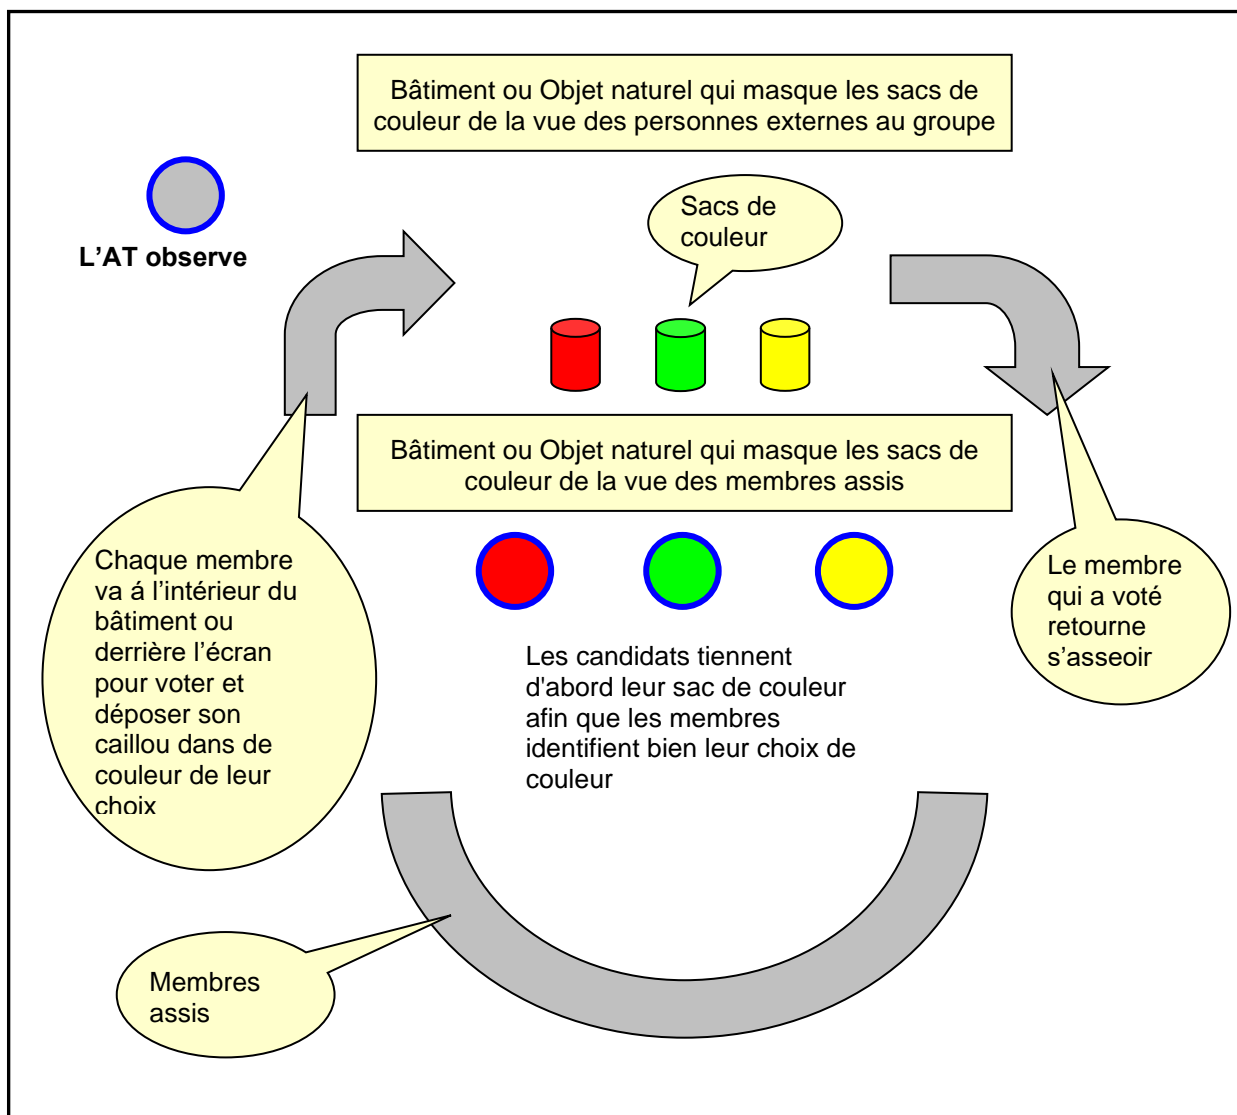 Bâtiment ou Objet naturel qui masque les sacs de
couleur de la vue des personnes externes au groupe
Sacs de
couleur
L'AT observe
Bâtiment ou Objet naturel qui masque les sacs de
couleur de la vue des membres assis
Chaque membre
va á l'intérieur du
bâtiment ou
derrière l'écran
pour voter et
déposer son
caillou dans de
couleur de leur
choix
Le membre
qui a voté
retourne
s'asseoir
Les candidats tiennent
d'abord leur sac de couleur
afin que les membres
identifient bien leur choix de
couleur
Membres
assis